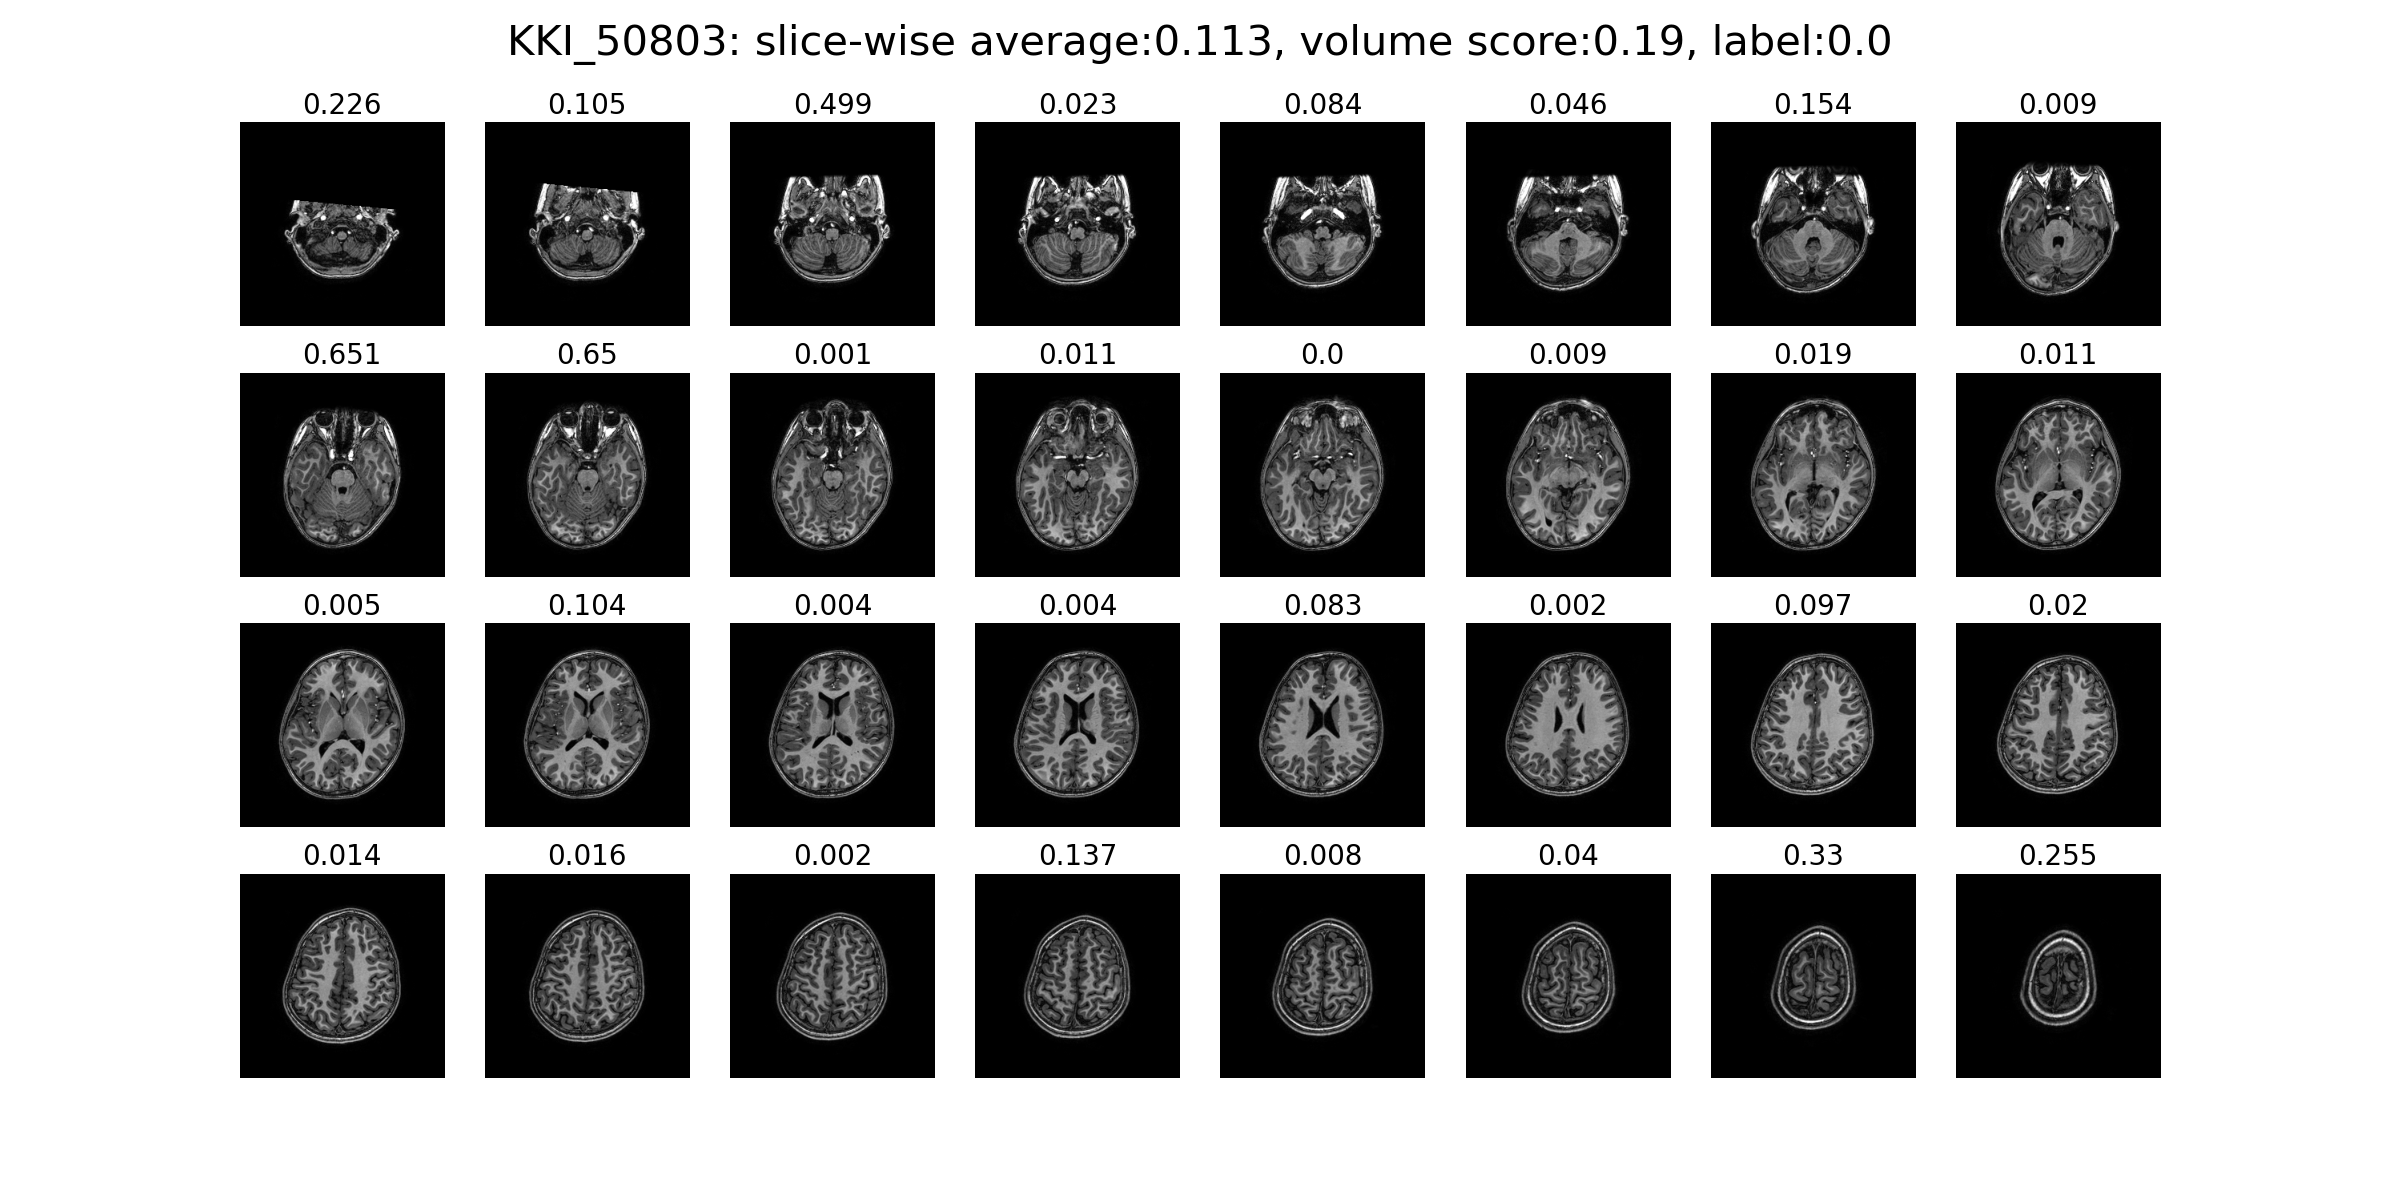 KKI_50803: slice-wise average:0.113, volume score:0.19, label:0.0
0.226 0.105 0.499 0.023 0.084 0.046 0.154 0.009
0.651 0.65 0.001 0.011 0.0 0.009 0.019 0.011
0.005 0.104 0.004 0.004 0.083 0.002 0.097 0.02
0.014 0.016 0.002 0.137 0.008 0.04 0.33 0.255